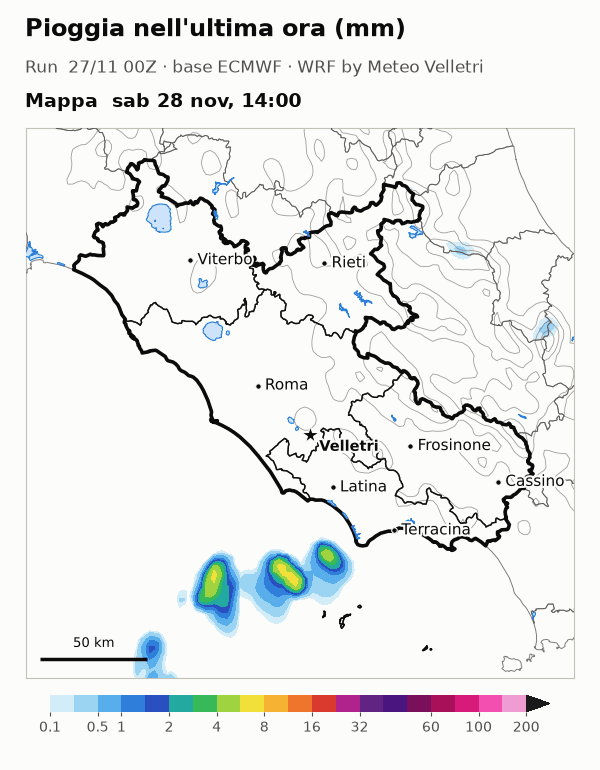 Pioggia nell'ultima ora (mm)
Run  27/11 00Z · base ECMWF · WRF by Meteo Velletri
Mappa  sab 28 nov, 14:00
Viterbo
Rieti
Roma
Velletri
Frosinone
Cassino
Latina
Terracina
50 km
0.1 0.5 1 2 4 8 16 32 60 100 200